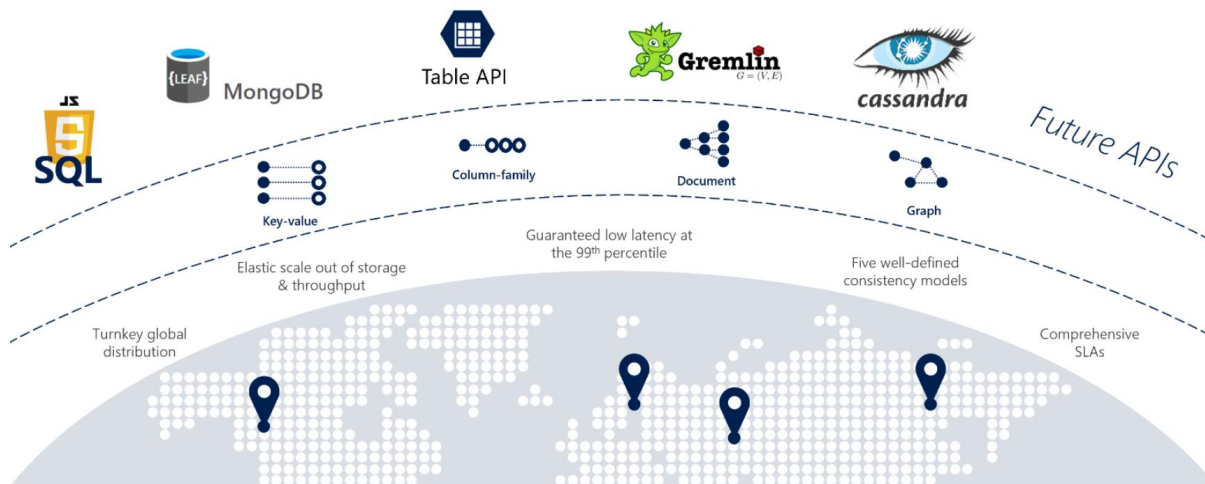 JS
5
SQL
{LEAF}
MongoDB
Table API
Gremlin
G = (V, E)
cassandra
Future APIs
Key-value
Column-family
Document
Graph
Turnkey global
distribution
Elastic scale out of storage
& throughput
Guaranteed low latency at
the 99th percentile
Five well-defined
consistency models
Comprehensive
SLAs